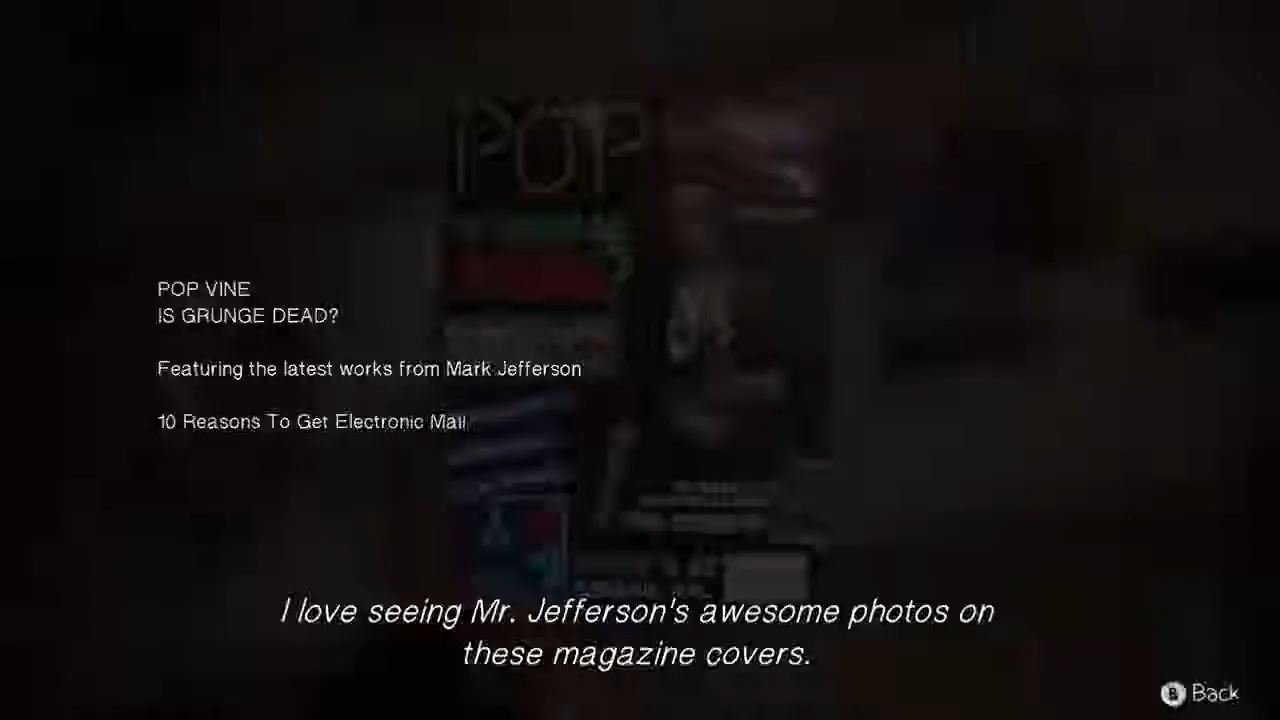 POP
POP VINE
IS GRUNGE DEAD?
Featuring the latest works from Mark Jefferson
10 Reasons To Get Electronic Mail
I love seeing Mr. Jefferson's awesome photos on
these magazine covers.
B Back